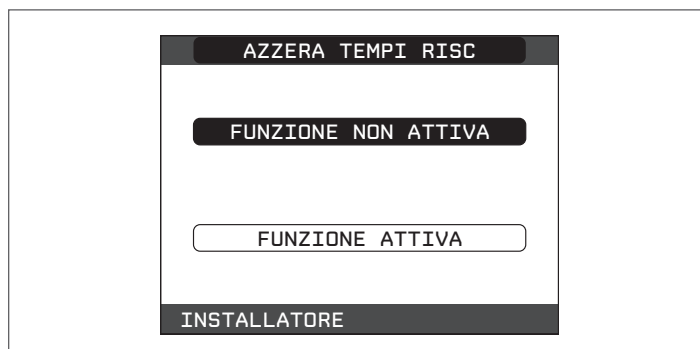 AZZERA TEMPI RISC
FUNZIONE NON ATTIVA
FUNZIONE ATTIVA
INSTALLATORE